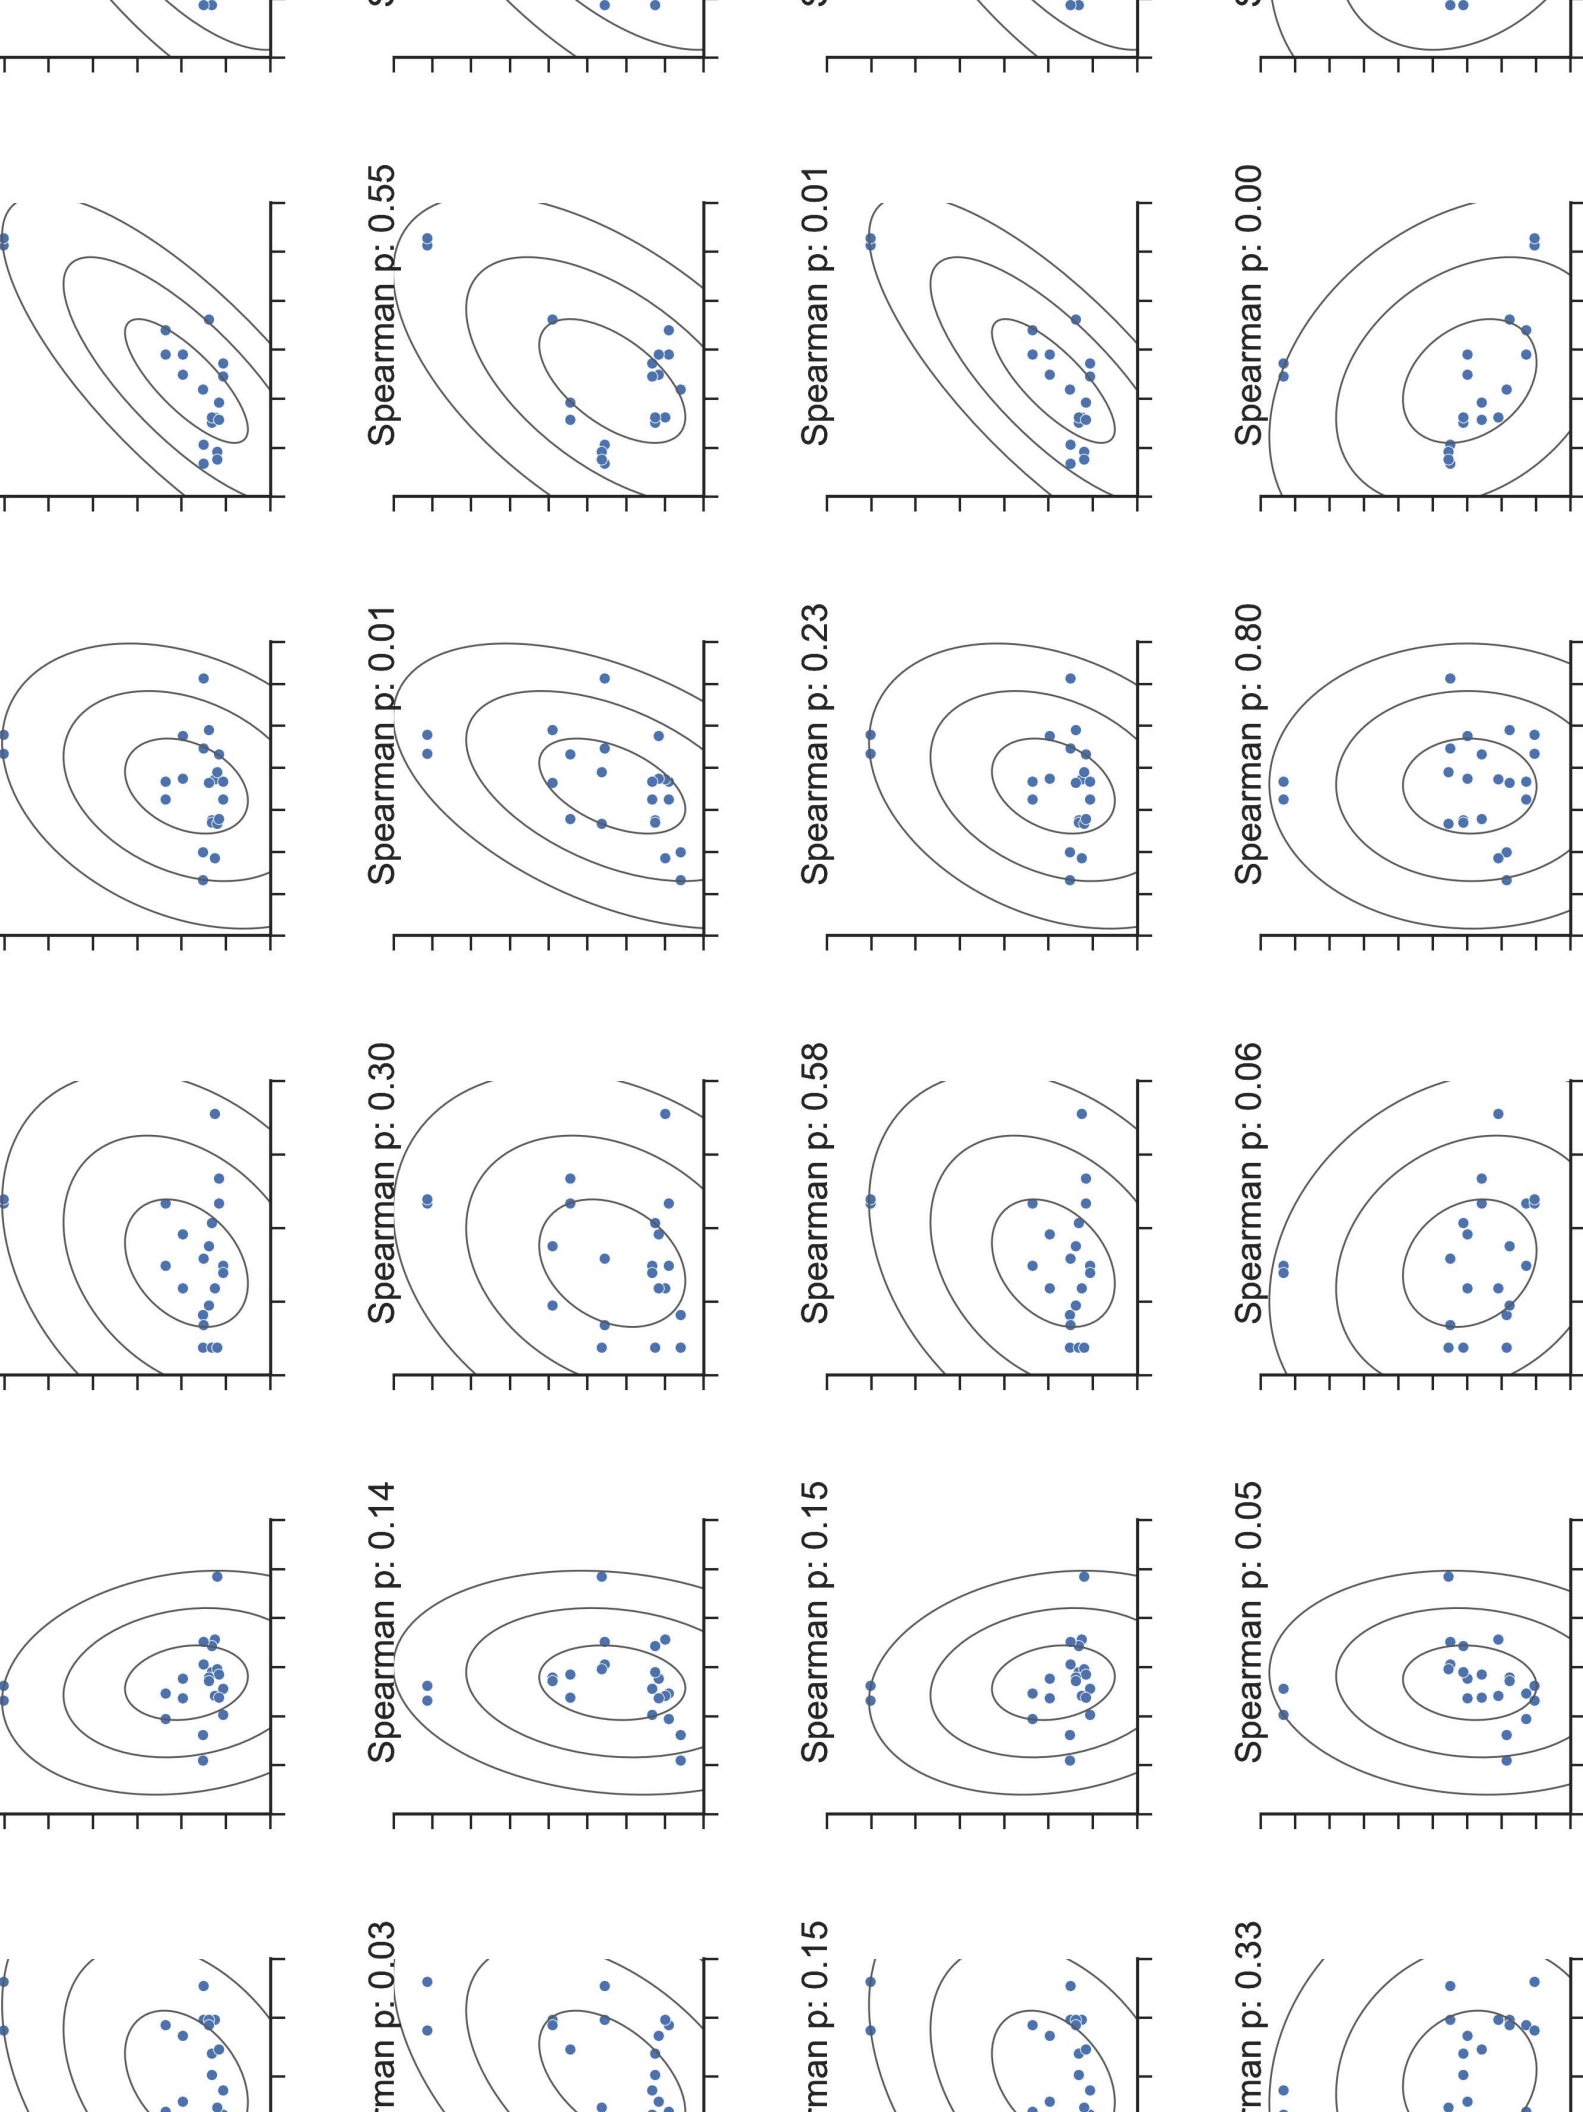 Spearman p: 0.55
Spearman p: 0.01
Spearman p: 0.00
Spearman p: 0.01
Spearman p: 0.23
Spearman p: 0.80
Spearman p: 0.30
Spearman p: 0.58
Spearman p: 0.06
Spearman p: 0.14
Spearman p: 0.15
Spearman p: 0.05
rman p: 0.03
rman p: 0.15
rman p: 0.33